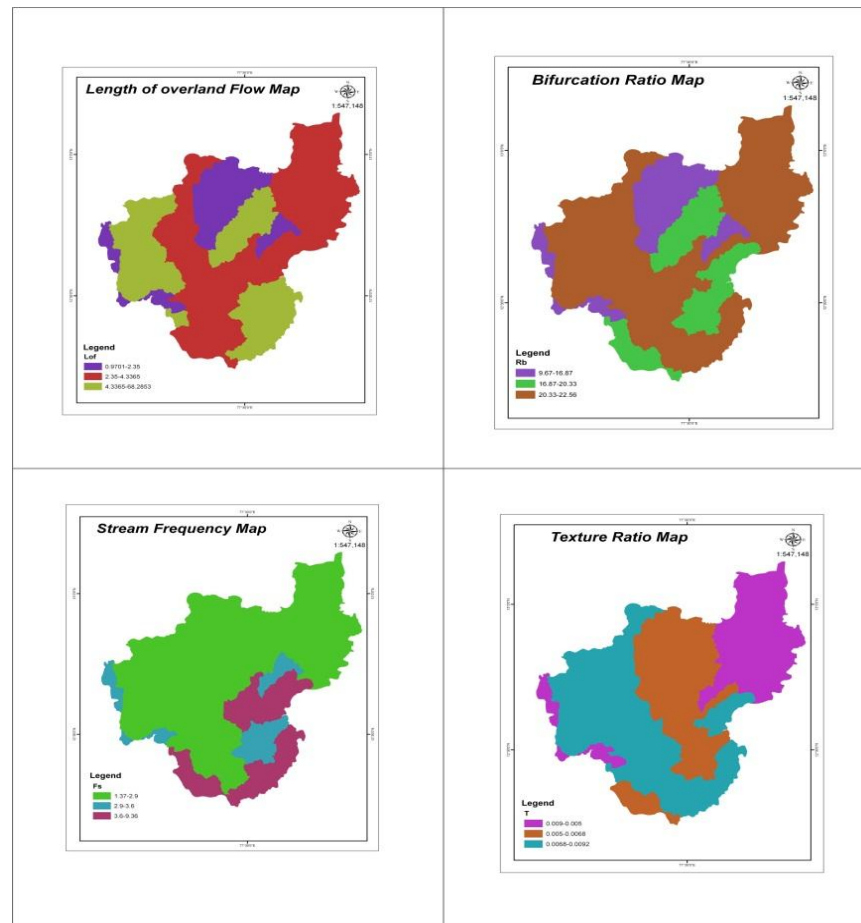 Length of overland Flow Map
1:547,148
Legend
Lof
0.9701-2.35
2.35-4.3365
4.3365-68.2853
Bifurcation Ratio Map
1:547,148
Legend
Rb
9.67-16.87
16.87-20.33
20.33-22.56
Stream Frequency Map
1:547,148
Legend
Fs
1.37-2.9
2.9-3.6
3.6-9.36
Texture Ratio Map
1:547,148
Legend
T
0.009-0.005
0.005-0.0068
0.0068-0.0092